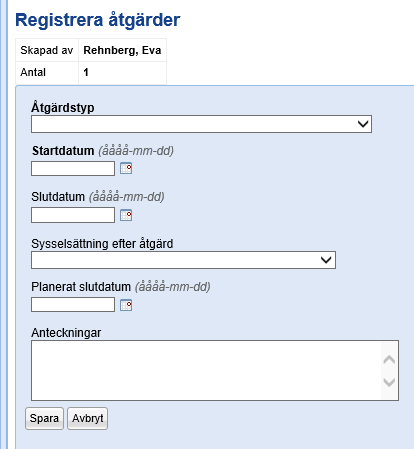 Registrera åtgärder
Skapad av Rehnberg, Eva
Antal 1
Åtgärdstyp
Startdatum (åååå-mm-dd)
Slutdatum (åååå-mm-dd)
Sysselsättning efter åtgärd
Planerat slutdatum (åååå-mm-dd)
Anteckningar
Spara Avbryt